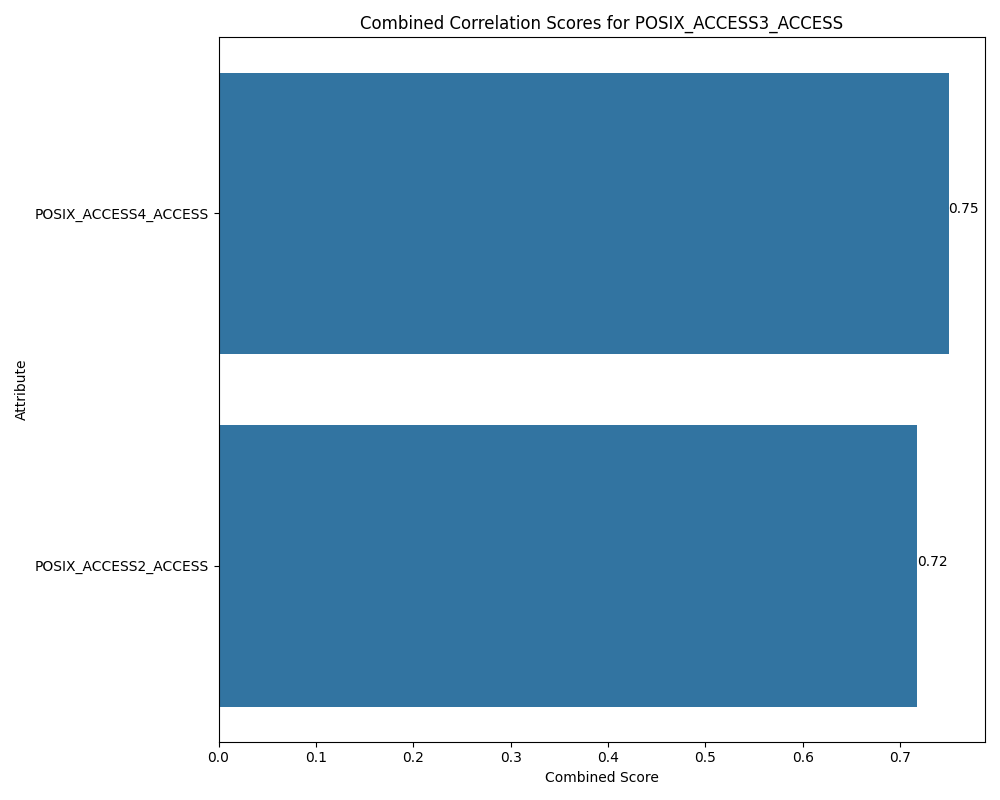 Combined Correlation Scores for POSIX_ACCESS3_ACCESS
POSIX_ACCESS4_ACCESS
0.75
Attribute
POSIX_ACCESS2_ACCESS
0.72
0.0 0.1 0.2 0.3 0.4 0.5 0.6 0.7
Combined Score